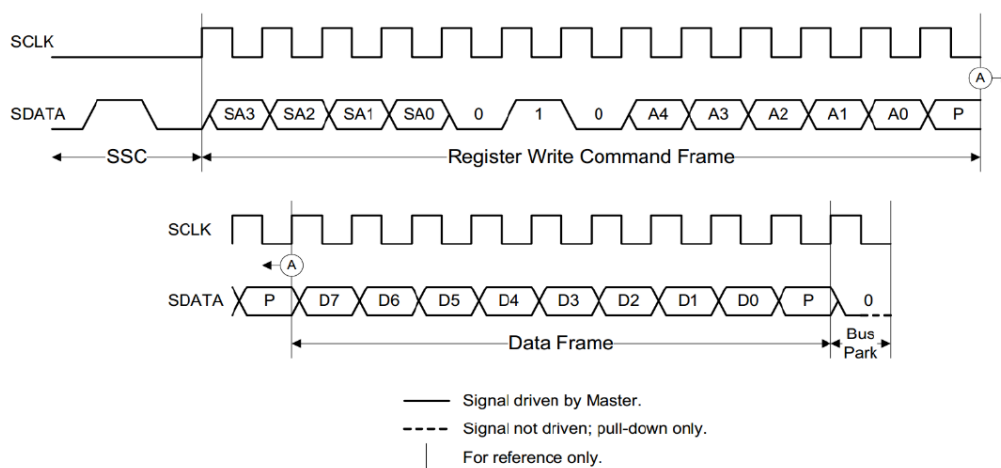 SCLK
A
SDATA SA3 SA2 SA1 SA0 0 1 0 A4 A3 A2 A1 A0 P
SSC Register Write Command Frame
SCLK
A
SDATA P D7 D6 D5 D4 D3 D2 D1 D0 P 0
Data Frame Bus
Park
Signal driven by Master.
Signal not driven; pull-down only.
For reference only.